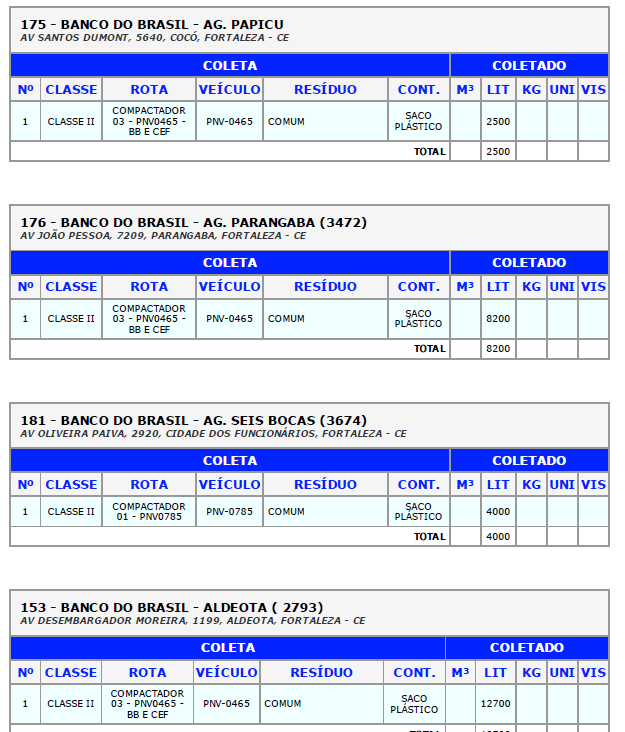 175 - BANCO DO BRASIL - AG. PAPICU
AV SANTOS DUMONT, 5640, COCÓ, FORTALEZA - CE
COLETA COLETADO
Nº CLASSE ROTA VEÍCULO RESÍDUO CONT. M³ LIT KG UNI VIS
1 CLASSE II COMPACTADOR 03 - PNV0465 - BB E CEF PNV-0465 COMUM SACO PLÁSTICO 2500
TOTAL 2500
176 - BANCO DO BRASIL - AG. PARANGABA (3472)
AV JOÃO PESSOA, 7209, PARANGABA, FORTALEZA - CE
COLETA COLETADO
Nº CLASSE ROTA VEÍCULO RESÍDUO CONT. M³ LIT KG UNI VIS
1 CLASSE II COMPACTADOR 03 - PNV0465 - BB E CEF PNV-0465 COMUM SACO PLÁSTICO 8200
TOTAL 8200
181 - BANCO DO BRASIL - AG. SEIS BOCAS (3674)
AV OLIVEIRA PAIVA, 2920, CIDADE DOS FUNCIONÁRIOS, FORTALEZA - CE
COLETA COLETADO
Nº CLASSE ROTA VEÍCULO RESÍDUO CONT. M³ LIT KG UNI VIS
1 CLASSE II COMPACTADOR 01 - PNV0785 PNV-0785 COMUM SACO PLÁSTICO 4000
TOTAL 4000
153 - BANCO DO BRASIL - ALDEOTA ( 2793)
AV DESEMBARGADOR MOREIRA, 1199, ALDEOTA, FORTALEZA - CE
COLETA COLETADO
Nº CLASSE ROTA VEÍCULO RESÍDUO CONT. M³ LIT KG UNI VIS
1 CLASSE II COMPACTADOR 03 - PNV0465 - BB E CEF PNV-0465 COMUM SACO PLÁSTICO 12700